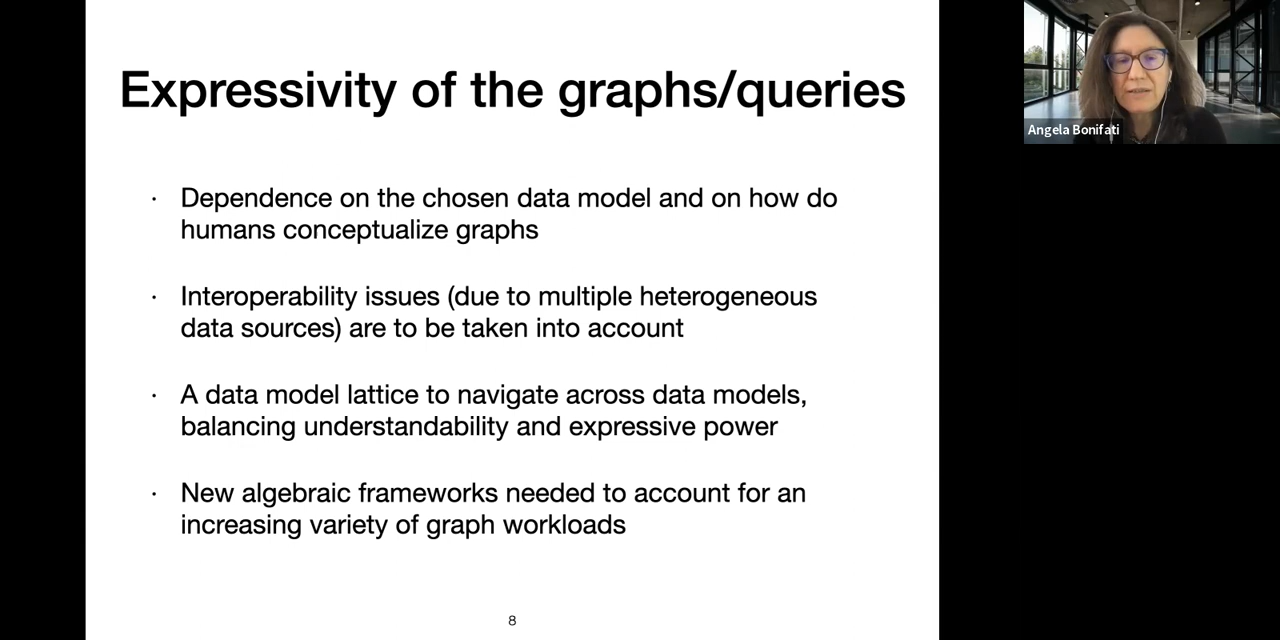 Expressivity of the graphs/queries
· Dependence on the chosen data model and on how do
humans conceptualize graphs
· Interoperability issues (due to multiple heterogeneous
data sources) are to be taken into account
· A data model lattice to navigate across data models,
balancing understandability and expressive power
· New algebraic frameworks needed to account for an
increasing variety of graph workloads
8
Angela Bonifati